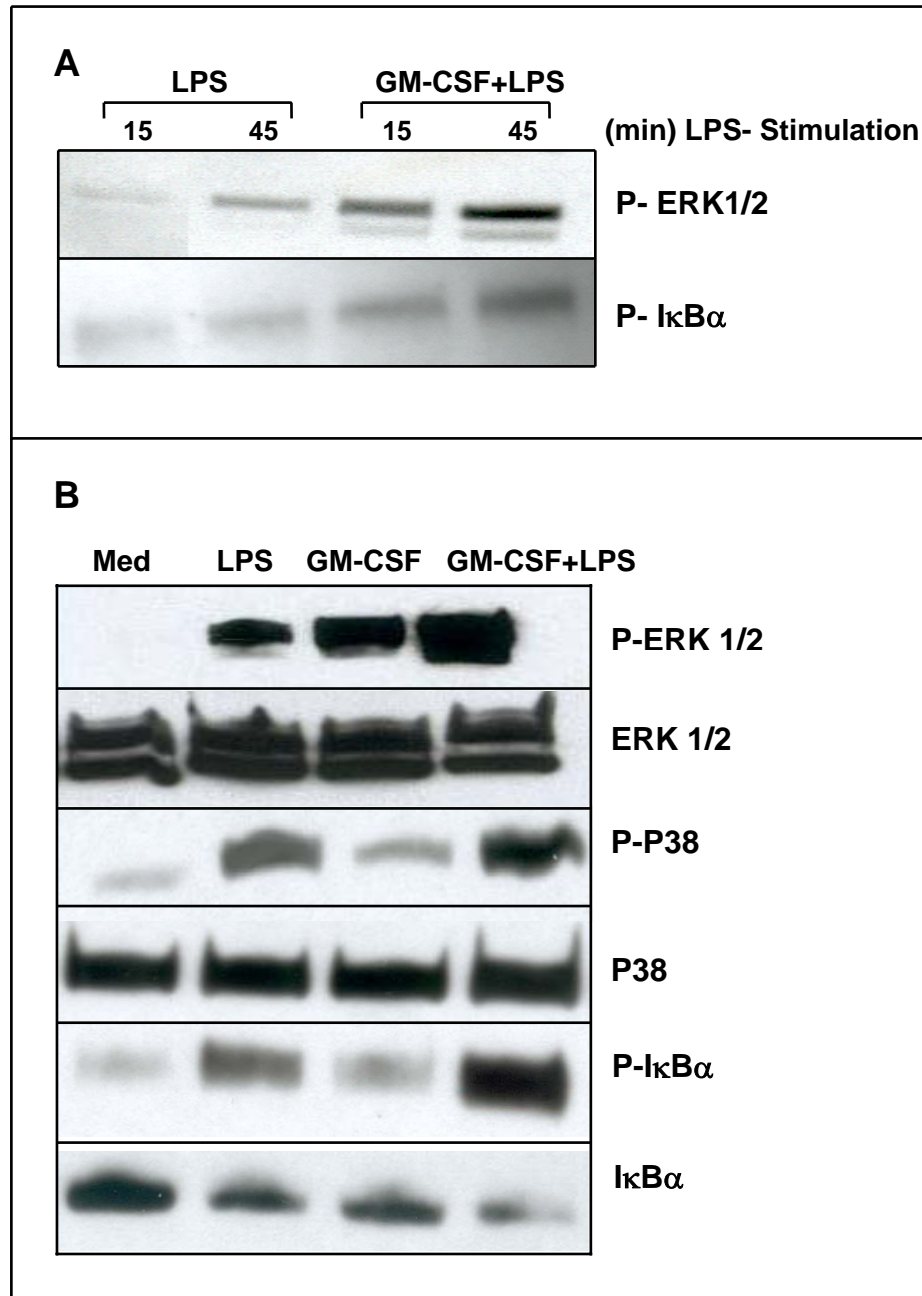 A
LPS GM-CSF+LPS
15 45 15 45 (min) LPS- Stimulation
P- ERK1/2
P- IκBα
B
Med LPS GM-CSF GM-CSF+LPS
P-ERK 1/2
ERK 1/2
P-P38
P38
P-IκBα
IκBα